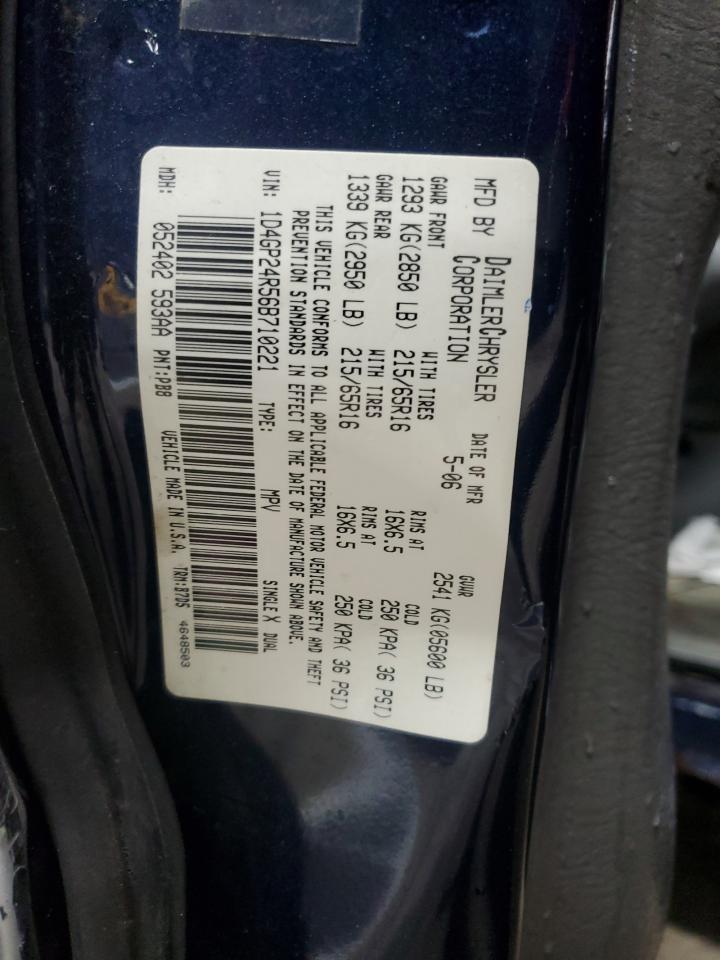 MFD BY DAIMLERCHRYSLER CORPORATION DATE OF MFR 5-06 GVWR 2541 KG(05600 LB)
GAWR FRONT WITH TIRES RIMS AT COLD
1293 KG(2850 LB) 215/65R16 16X6.5 250 KPA( 36 PSI)
GAWR REAR WITH TIRES RIMS AT COLD
1339 KG(2950 LB) 215/65R16 16X6.5 250 KPA( 36 PSI)
THIS VEHICLE CONFORMS TO ALL APPLICABLE FEDERAL MOTOR VEHICLE SAFETY AND THEFT
PREVENTION STANDARDS IN EFFECT ON THE DATE OF MANUFACTURE SHOWN ABOVE.
VIN: 1D4GP24R56B710221 TYPE: MPV SINGLE X DUAL
MDH: 052402 593AA PNT:PB8 VEHICLE MADE IN U.S.A. TRM:B7D5 4648503